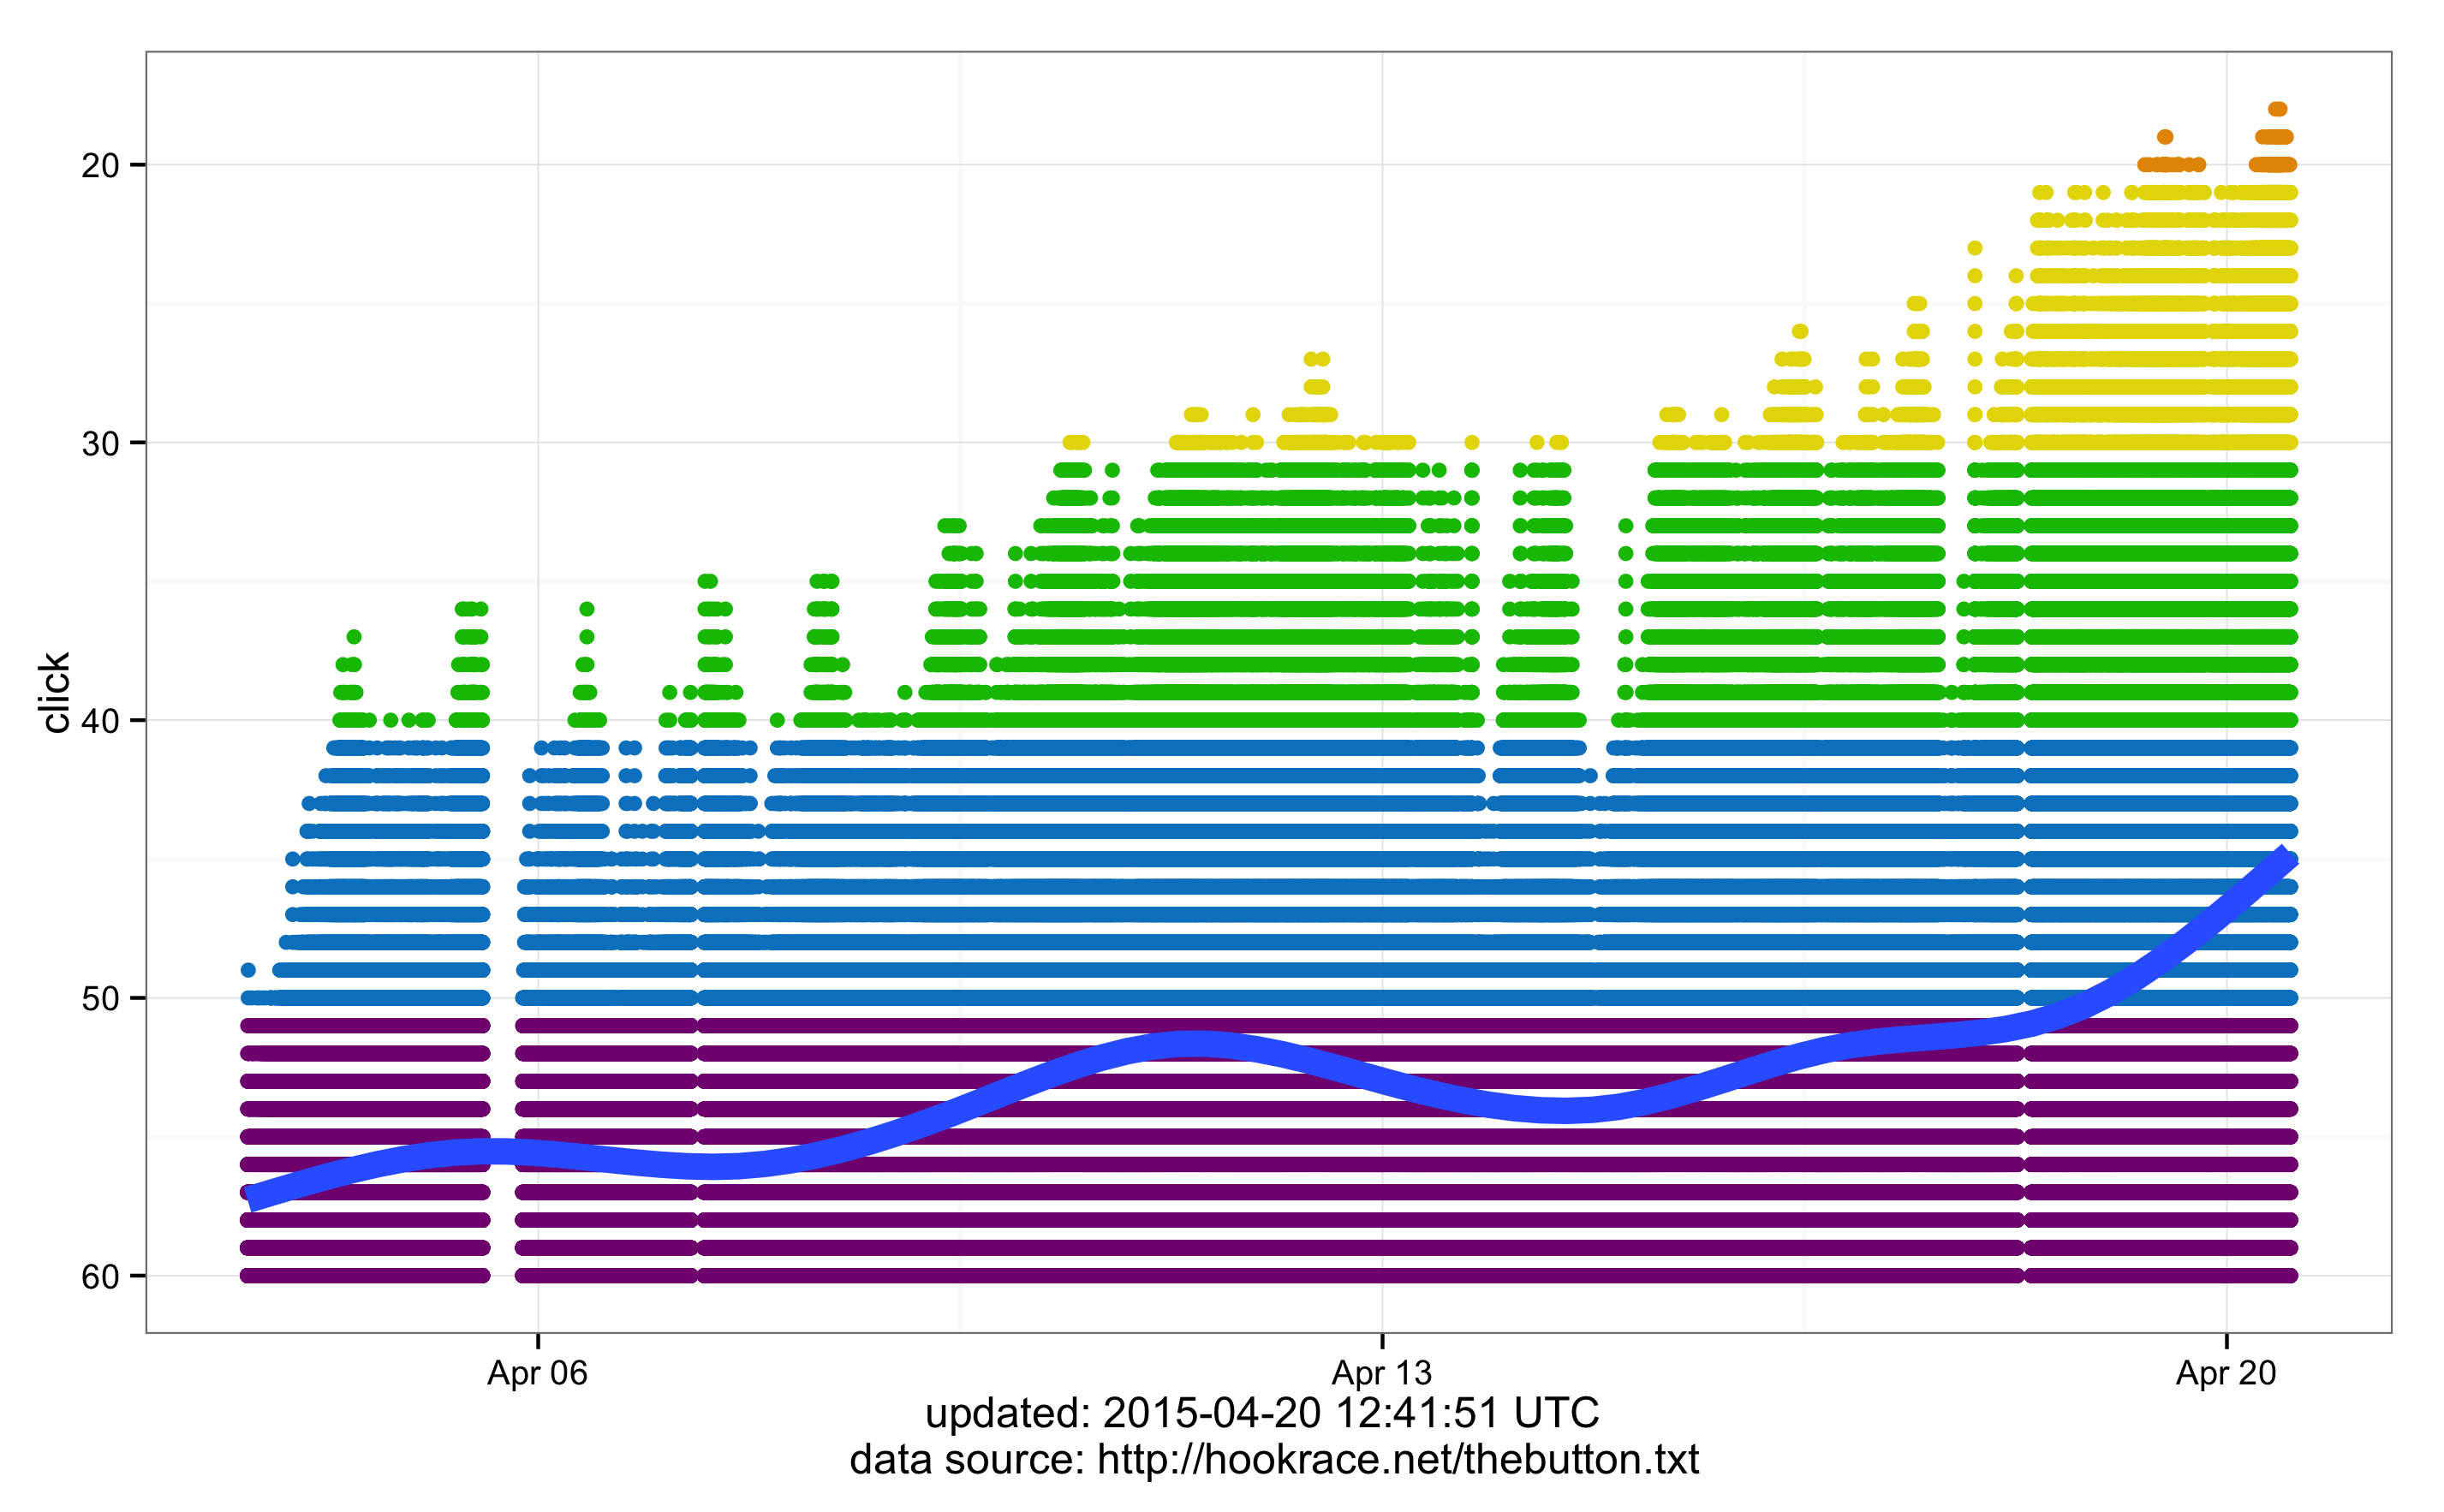 20
30
40
50
60
click
Apr 06
Apr 13
Apr 20
updated: 2015-04-20 12:41:51 UTC
data source: http://hookrace.net/thebutton.txt